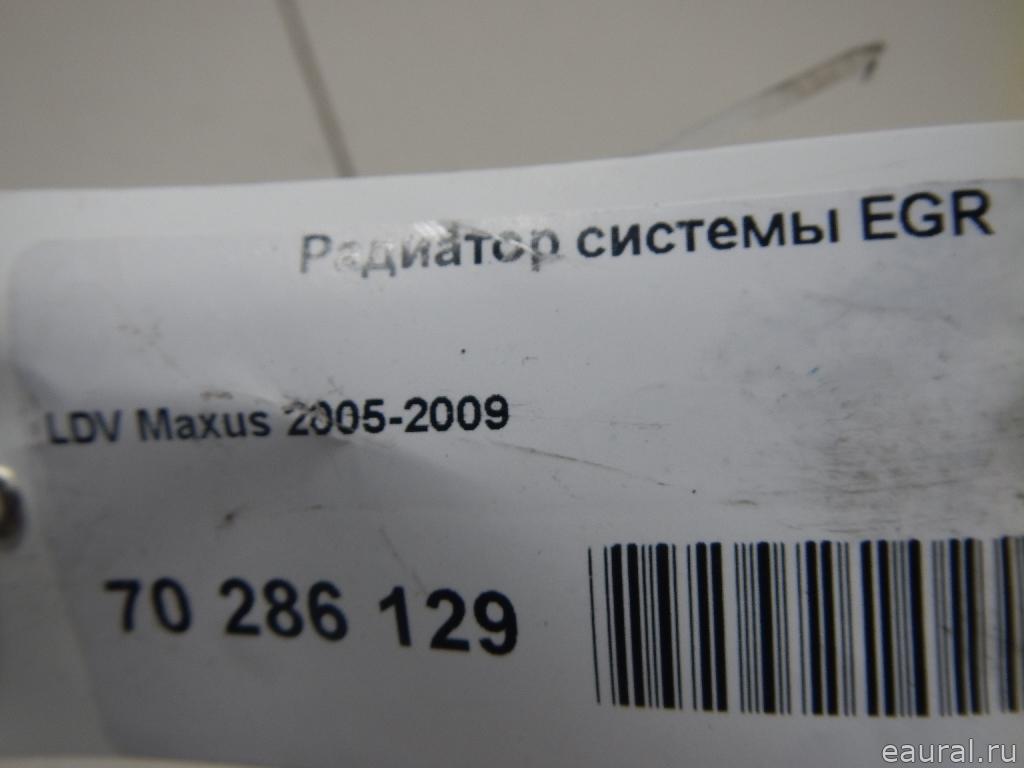 Радиатор системы EGR
LDV Maxus 2005-2009
70 286 129
eaural.ru